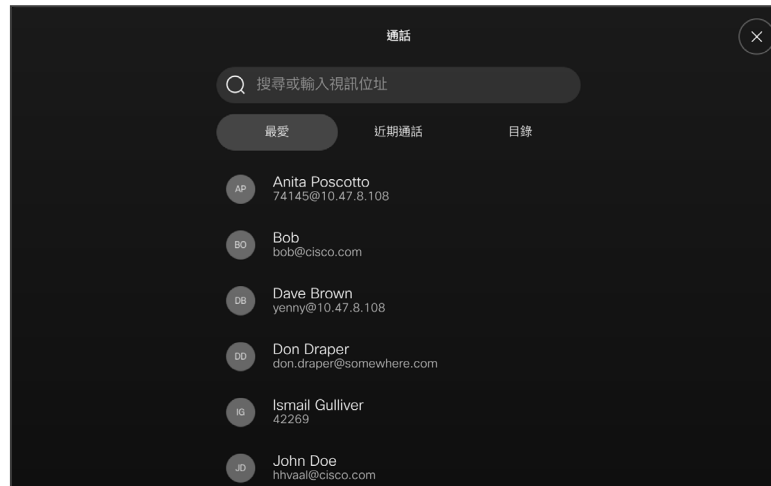 通話
搜尋或輸入視訊位址
最愛 近期通話 目錄
AP Anita Poscotto
74145@10.47.8.108
BO Bob
bob@cisco.com
DB Dave Brown
yenny@10.47.8.108
DD Don Draper
don.draper@somewhere.com
IG Ismail Gulliver
42269
JD John Doe
hhvaal@cisco.com